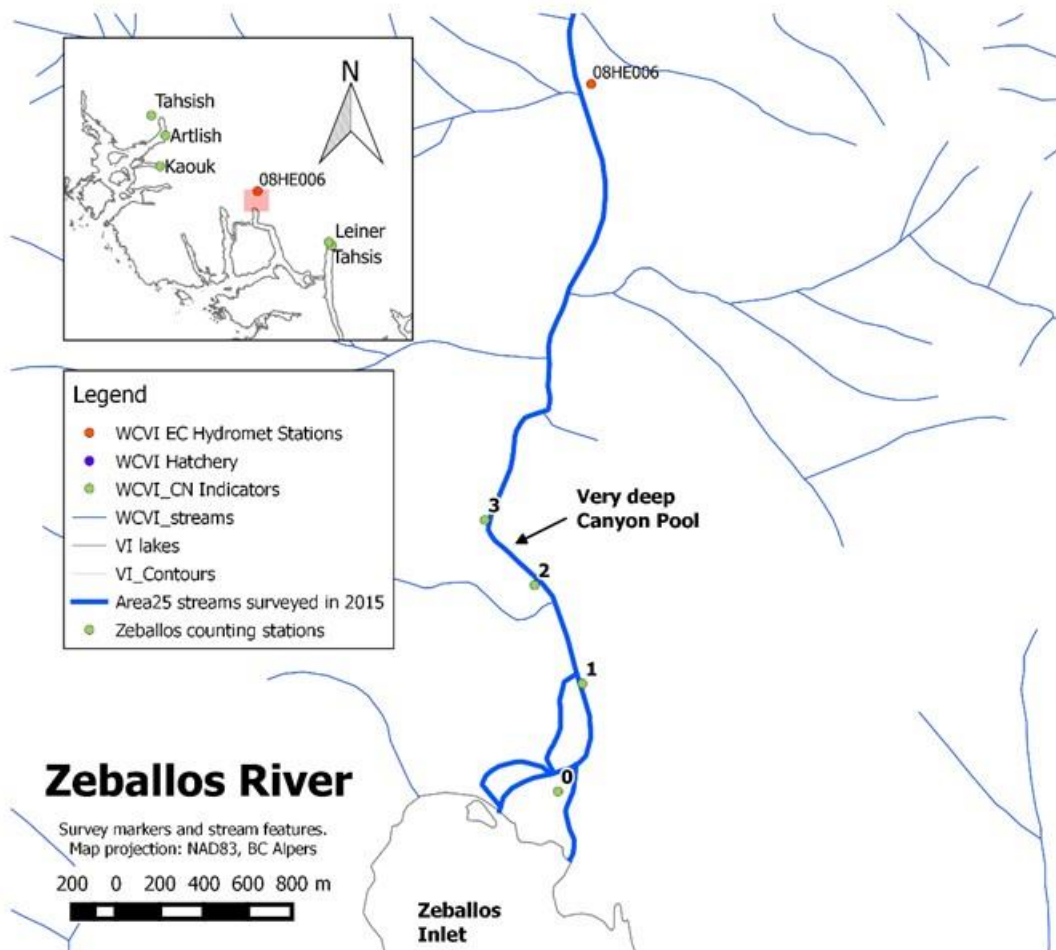 08HE006
N
Tahsish
Artlish
Kaouk
08HE006
Leiner
Tahsis
Legend
WCVI EC Hydromet Stations
WCVI Hatchery
WCVI_CN Indicators
WCVI_streams
VI lakes
VI_Contours
Area25 streams surveyed in 2015
Zeballos counting stations
3
Very deep
Canyon Pool
2
1
0
Zeballos River
Survey markers and stream features.
Map projection: NAD83, BC Alpers
200 0 200 400 600 800 m
Zeballos
Inlet